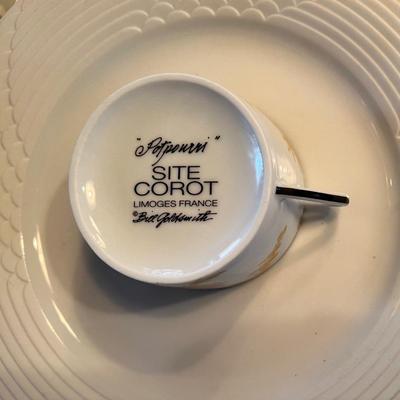 "Potpourri"
SITE
COROT
LIMOGES FRANCE
©Bill Goldsmith